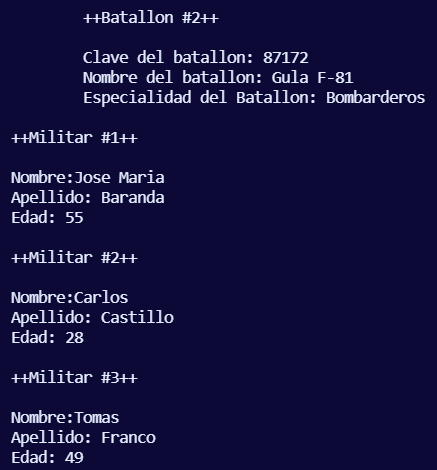 ++Batallon #2++
Clave del batallon: 87172
Nombre del batallon: Gula F-81
Especialidad del Batallon: Bombarderos
++Militar #1++
Nombre:Jose Maria
Apellido: Baranda
Edad: 55
++Militar #2++
Nombre:Carlos
Apellido: Castillo
Edad: 28
++Militar #3++
Nombre:Tomas
Apellido: Franco
Edad: 49